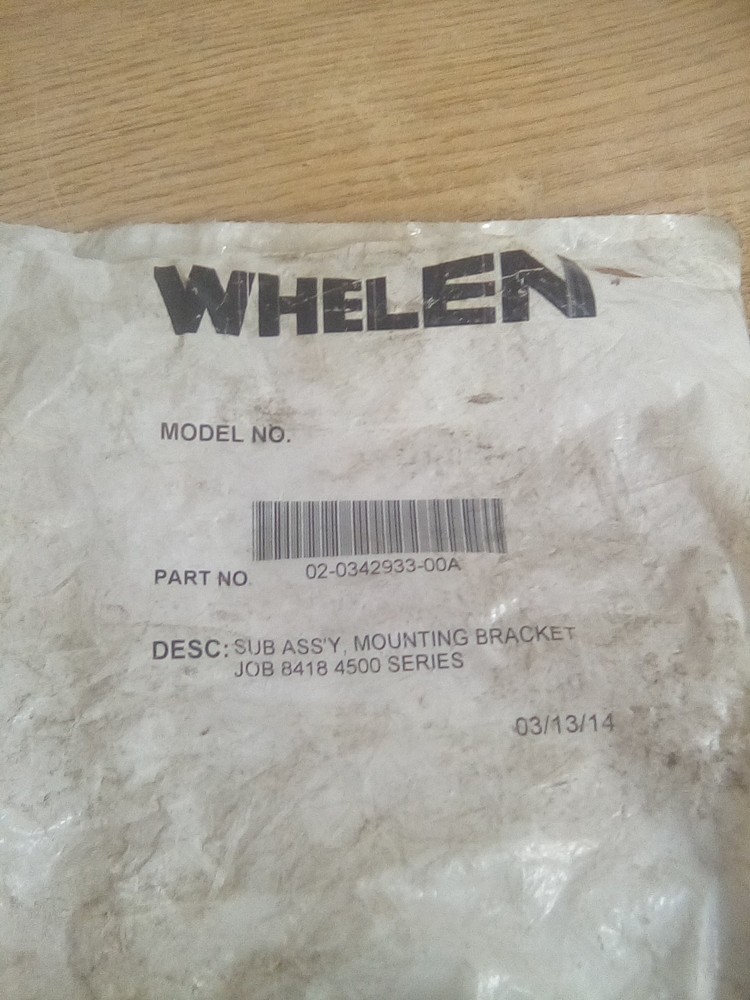 WHELEN
MODEL NO.
PART NO. 02-0342933-00A
DESC: SUB ASS'Y, MOUNTING BRACKET
JOB 8418 4500 SERIES
03/13/14